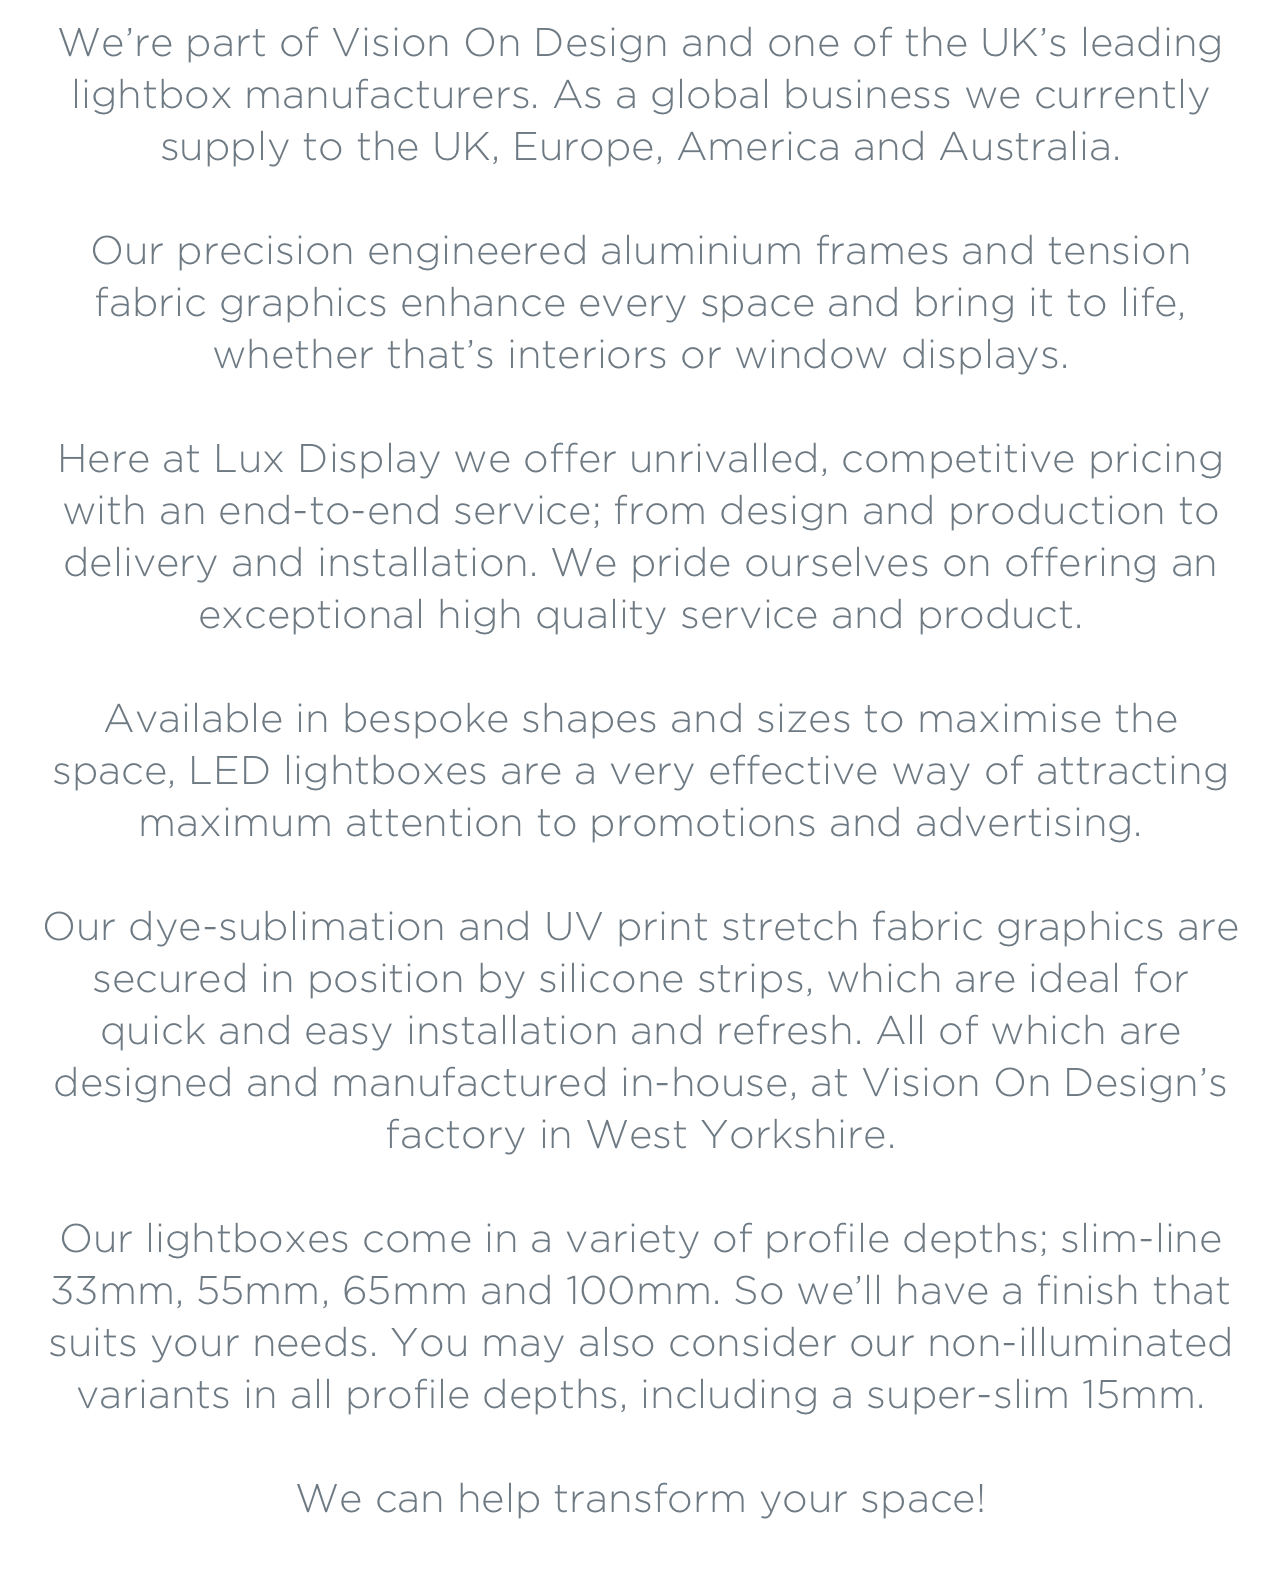 We’re part of Vision On Design and one of the UK’s leading
lightbox manufacturers. As a global business we currently
supply to the UK, Europe, America and Australia.
Our precision engineered aluminium frames and tension
fabric graphics enhance every space and bring it to life,
whether that’s interiors or window displays.
Here at Lux Display we offer unrivalled, competitive pricing
with an end-to-end service; from design and production to
delivery and installation. We pride ourselves on offering an
exceptional high quality service and product.
Available in bespoke shapes and sizes to maximise the
space, LED lightboxes are a very effective way of attracting
maximum attention to promotions and advertising.
Our dye-sublimation and UV print stretch fabric graphics are
secured in position by silicone strips, which are ideal for
quick and easy installation and refresh. All of which are
designed and manufactured in-house, at Vision On Design’s
factory in West Yorkshire.
Our lightboxes come in a variety of profile depths; slim-line
33mm, 55mm, 65mm and 100mm. So we’ll have a finish that
suits your needs. You may also consider our non-illuminated
variants in all profile depths, including a super-slim 15mm.
We can help transform your space!